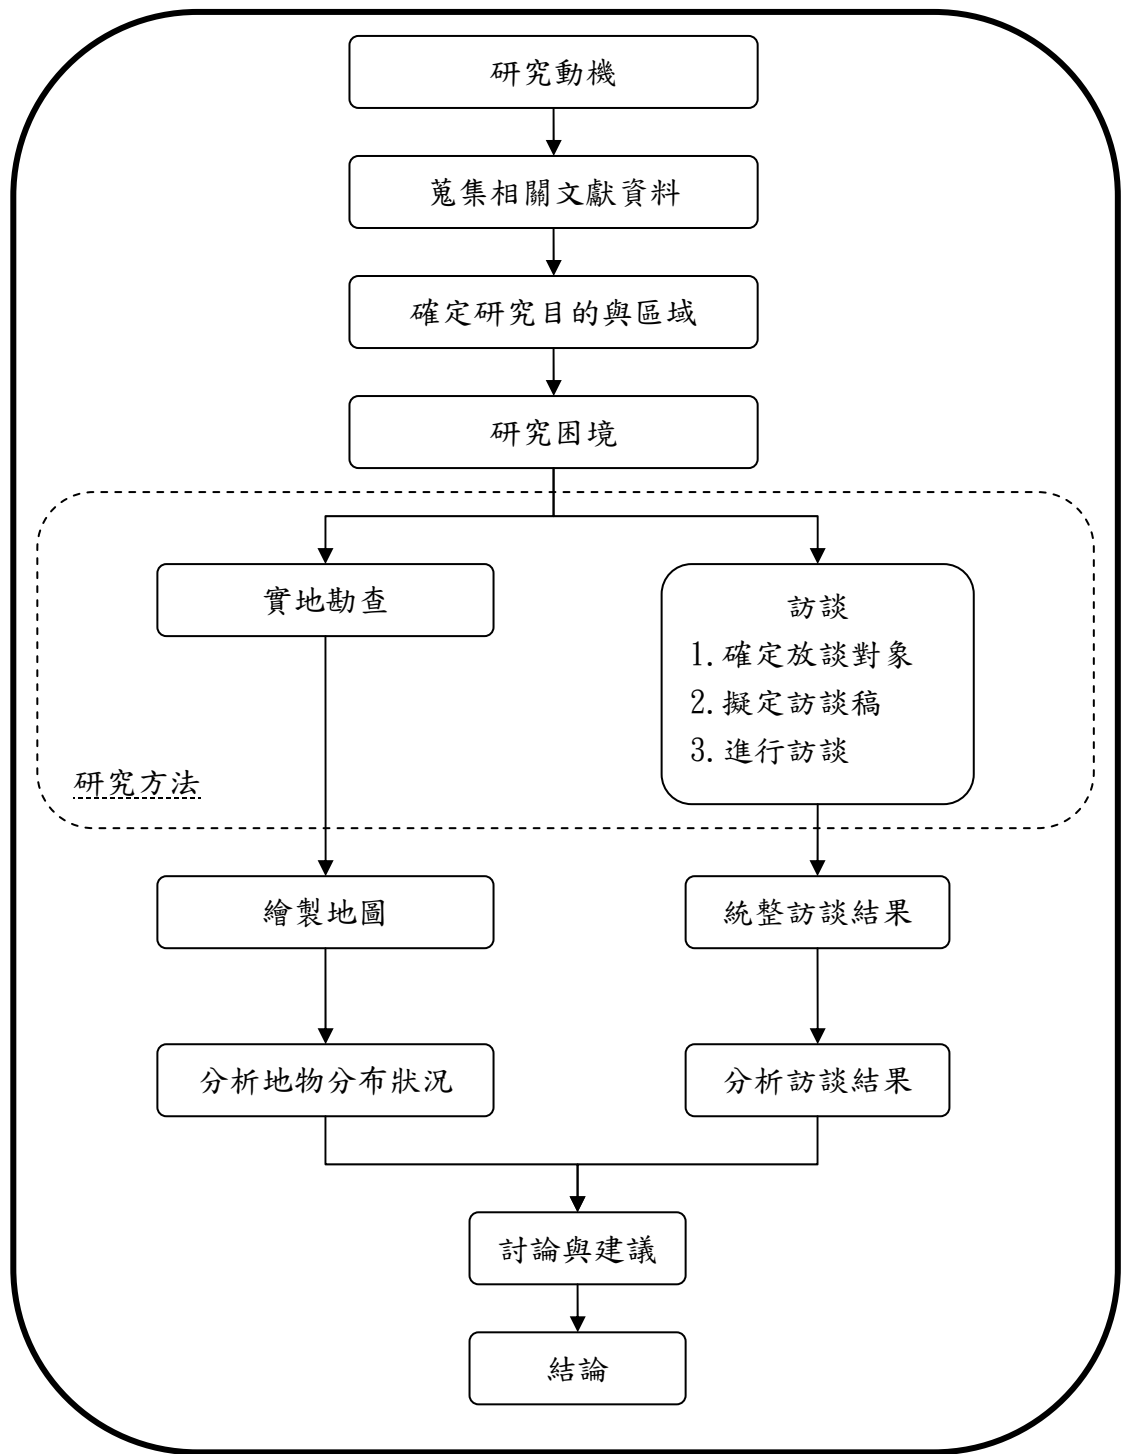 研究動機
蒐集相關文獻資料
確定研究目的與區域
研究困境
實地勘查
訪談
1.確定放談對象
2.擬定訪談稿
3.進行訪談
研究方法
繪製地圖
統整訪談結果
分析地物分布狀況
分析訪談結果
討論與建議
結論